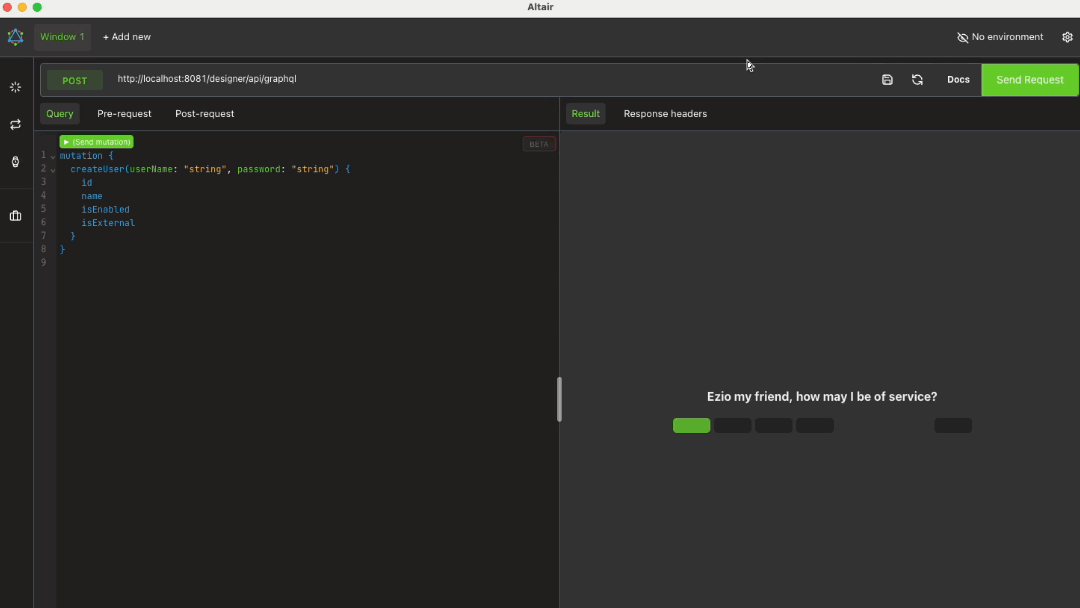 Altair
Window 1
+ Add new
No environment
POST
http://localhost:8081/designer/api/graphql
Docs
Send Request
Query
Pre-request
Post-request
Result
Response headers
(Send mutation)
BETA
1 mutation {
2 createUser(userName: "string", password: "string") {
3 id
4 name
5 isEnabled
6 isExternal
7 }
8 }
9
Ezio my friend, how may I be of service?